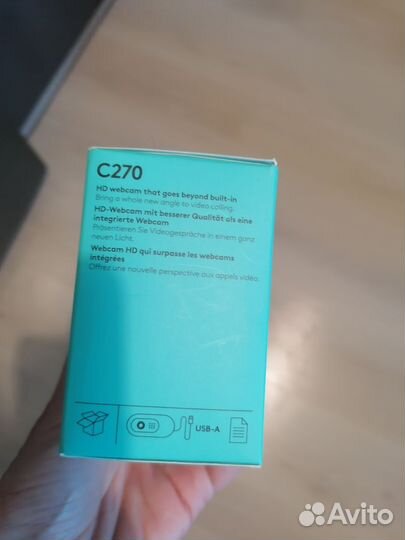 C270
HD webcam that goes beyond built-in
Bring a whole new angle to video calling.
HD-Webcam mit besserer Qualität als eine
integrierte Webcam
Präsentieren Sie Videogespräche in einem ganz
neuen Licht.
Webcam HD qui surpasse les webcams
intégrées
Offrez une nouvelle perspective aux appels vidéo.
USB-A
Avito